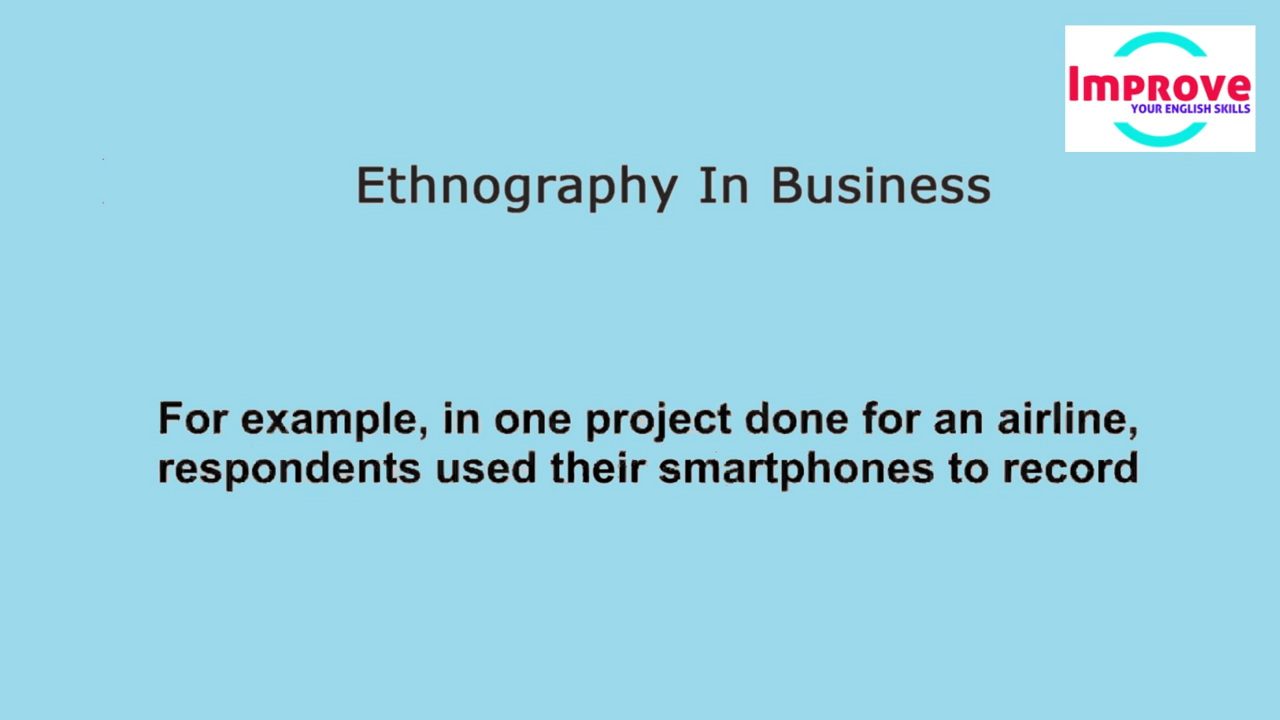 Improve
YOUR ENGLISH SKILLS
Ethnography In Business
For example, in one project done for an airline,
respondents used their smartphones to record